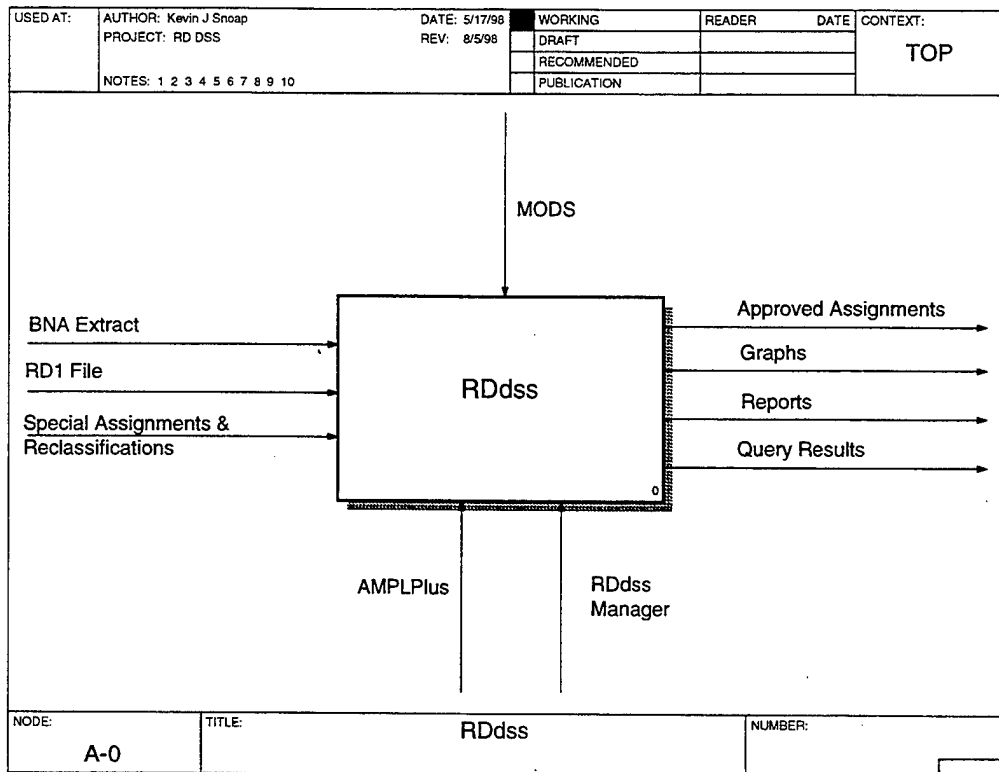 USED AT:
AUTHOR: Kevin J Snoap
DATE: 5/17/98
PROJECT: RD DSS
REV: 8/5/98
NOTES: 1 2 3 4 5 6 7 8 9 10
WORKING
DRAFT
RECOMMENDED
PUBLICATION
READER DATE
CONTEXT:
TOP
MODS
BNA Extract
RD1 File
Special Assignments &
Reclassifications
RDdss
0
Approved Assignments
Graphs
Reports
Query Results
AMPLPlus
RDdss
Manager
NODE:
A-0
TITLE:
RDdss
NUMBER: